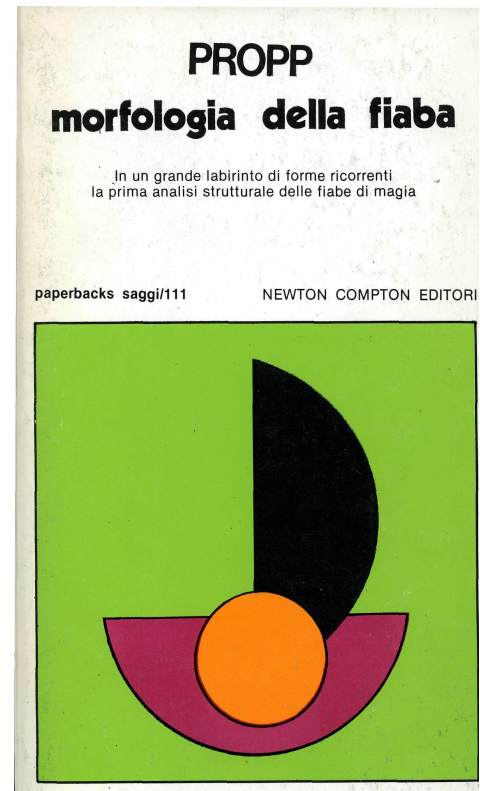 PROPP
morfologia della fiaba
In un grande labirinto di forme ricorrenti
la prima analisi strutturale delle fiabe di magia
paperbacks saggi/111
NEWTON COMPTON EDITORI